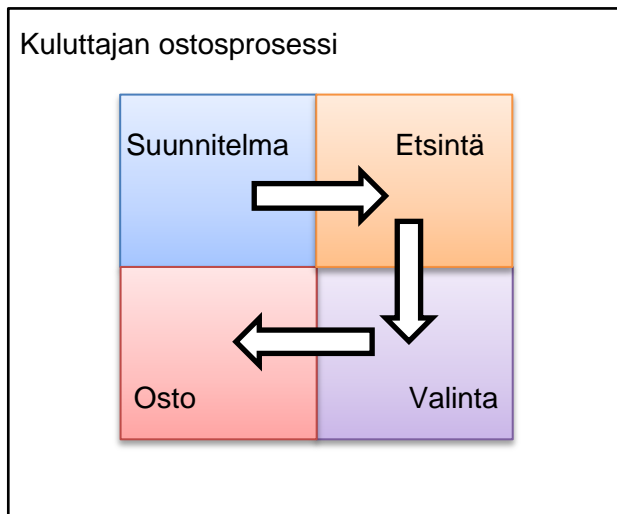 Kuluttajan ostosprosessi
Suunnitelma
Etsintä
Osto
Valinta